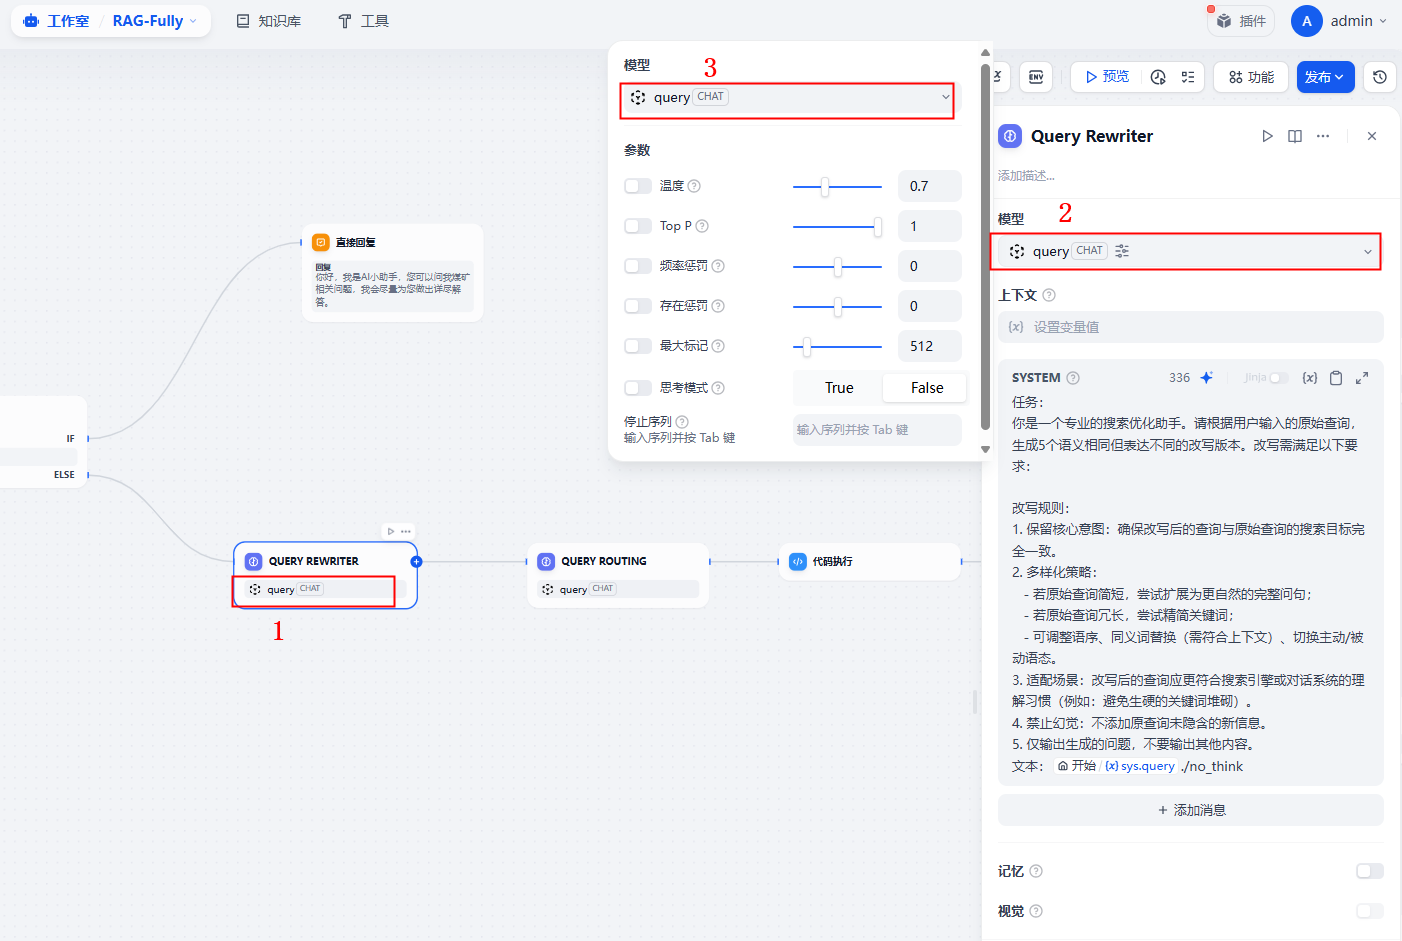 工作室 / RAG-Fully
知识库
工具
插件
A
admin
ENV
预览
功能
发布
模型
3
query CHAT
参数
温度
0.7
Top P
1
频率惩罚
0
存在惩罚
0
最大标记
512
思考模式
True
False
停止序列
输入序列并按 Tab 键
输入序列并按 Tab 键
直接回复
回复
你好，我是AI小助手，您可以问我煤矿
相关问题，我会尽量为您做出详尽解
答。
IF
ELSE
QUERY REWRITER
query CHAT
1
QUERY ROUTING
query CHAT
代码执行
Query Rewriter
添加描述...
模型
2
query CHAT
上下文
{x} 设置变量值
SYSTEM
336
Jinja
{x}
任务：
你是一个专业的搜索优化助手。请根据用户输入的原始查询，
生成5个语义相同但表达不同的改写版本。改写需满足以下要
求：
改写规则：
1. 保留核心意图：确保改写后的查询与原始查询的搜索目标完
全一致。
2. 多样化策略：
- 若原始查询简短，尝试扩展为更自然的完整问句；
- 若原始查询冗长，尝试精简关键词；
- 可调整语序、同义词替换（需符合上下文）、切换主动/被
动语态。
3. 适配场景：改写后的查询应更符合搜索引擎或对话系统的理
解习惯（例如：避免生硬的关键词堆砌）。
4. 禁止幻觉：不添加原查询未隐含的新信息。
5. 仅输出生成的问题，不要输出其他内容。
文本： 开始 / {x} sys.query ./no_think
+ 添加消息
记忆
视觉